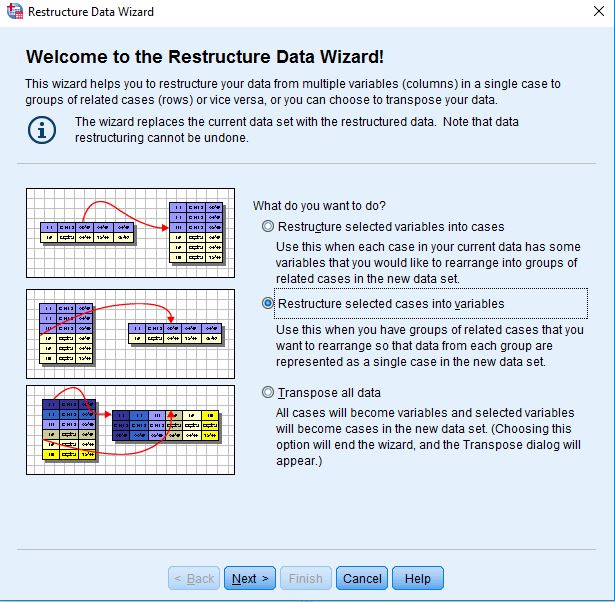 Restructure Data Wizard
Welcome to the Restructure Data Wizard!
This wizard helps you to restructure your data from multiple variables (columns) in a single case to
groups of related cases (rows) or vice versa, or you can choose to transpose your data.
The wizard replaces the current data set with the restructured data. Note that data
restructuring cannot be undone.
What do you want to do?
Restructure selected variables into cases
Use this when each case in your current data has some
variables that you would like to rearrange into groups of
related cases in the new data set.
Restructure selected cases into variables
Use this when you have groups of related cases that you
want to rearrange so that data from each group are
represented as a single case in the new data set.
Transpose all data
All cases will become variables and selected variables
will become cases in the new data set. (Choosing this
option will end the wizard, and the Transpose dialog will
appear.)
< Back Next > Finish Cancel Help